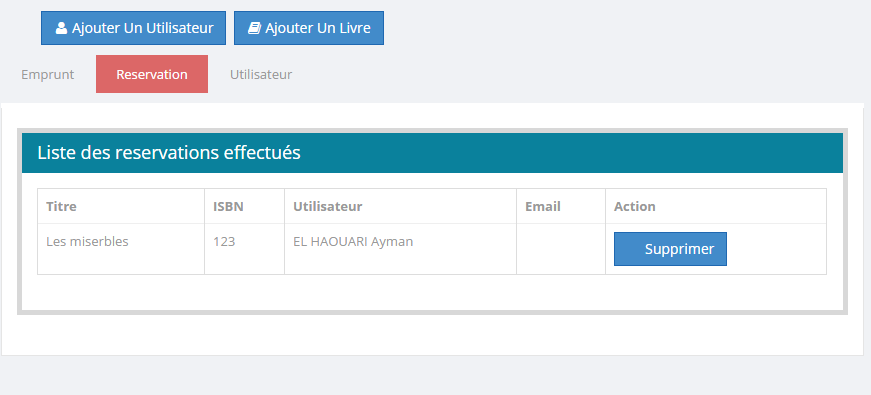 Ajouter Un Utilisateur Ajouter Un Livre
Emprunt Reservation Utilisateur
Liste des reservations effectués
Titre ISBN Utilisateur Email Action
Les miserbles 123 EL HAOUARI Ayman Supprimer